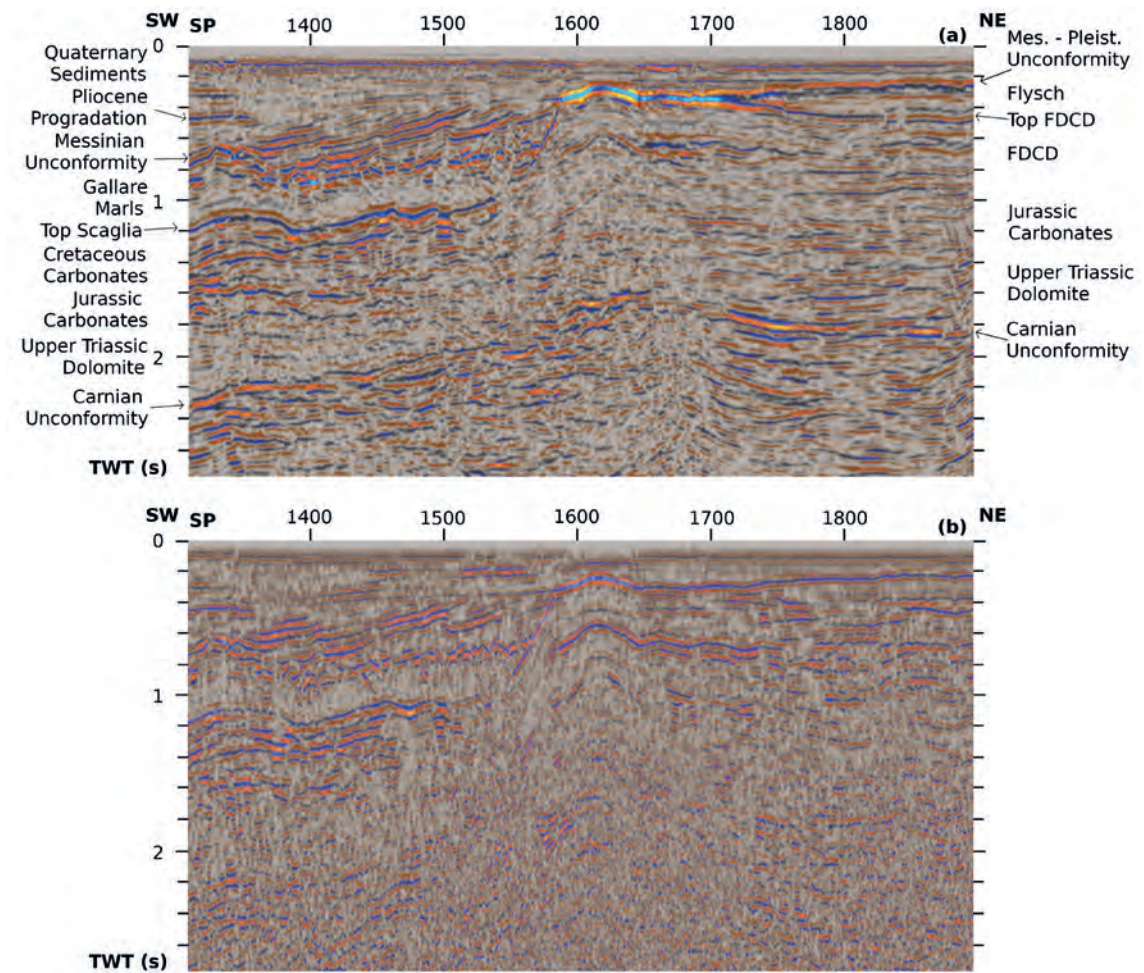 SW SP 1400 1500 1600 1700 1800 (a) NE
0
Quaternary
Sediments
Pliocene
Progradation
Messinian
Unconformity
Gallare
Marls
1
Top Scaglia
Cretaceous
Carbonates
Jurassic
Carbonates
Upper Triassic
Dolomite
2
Carnian
Unconformity
TWT (s)
Mes. - Pleist.
Unconformity
Flysch
Top FDCD
FDCD
Jurassic
Carbonates
Upper Triassic
Dolomite
Carnian
Unconformity
SW SP 1400 1500 1600 1700 1800 (b) NE
0
1
2
TWT (s)